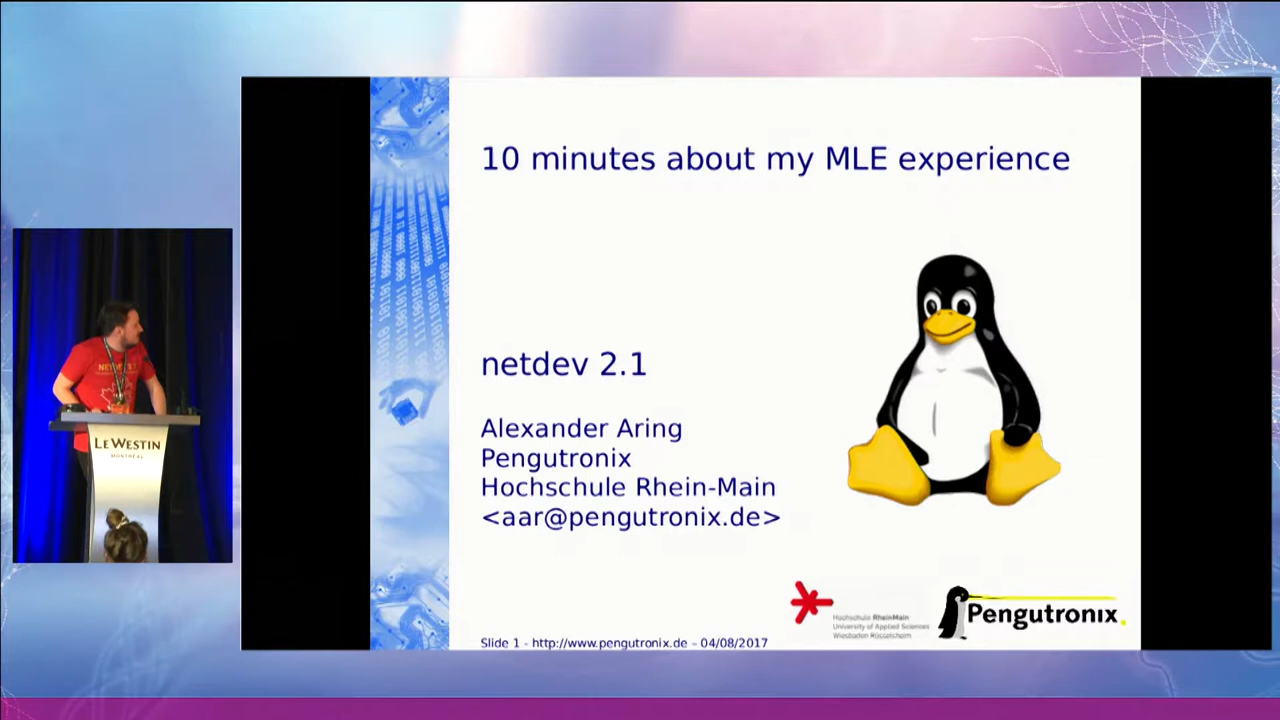 10 minutes about my MLE experience
netdev 2.1
Alexander Aring
Pengutronix
Hochschule Rhein-Main
<aar@pengutronix.de>
Hochschule RheinMain
University of Applied Sciences
Wiesbaden Rüsselsheim
Pengutronix.
Slide 1 - http://www.pengutronix.de - 04/08/2017
LE WESTIN
MONTRÉAL